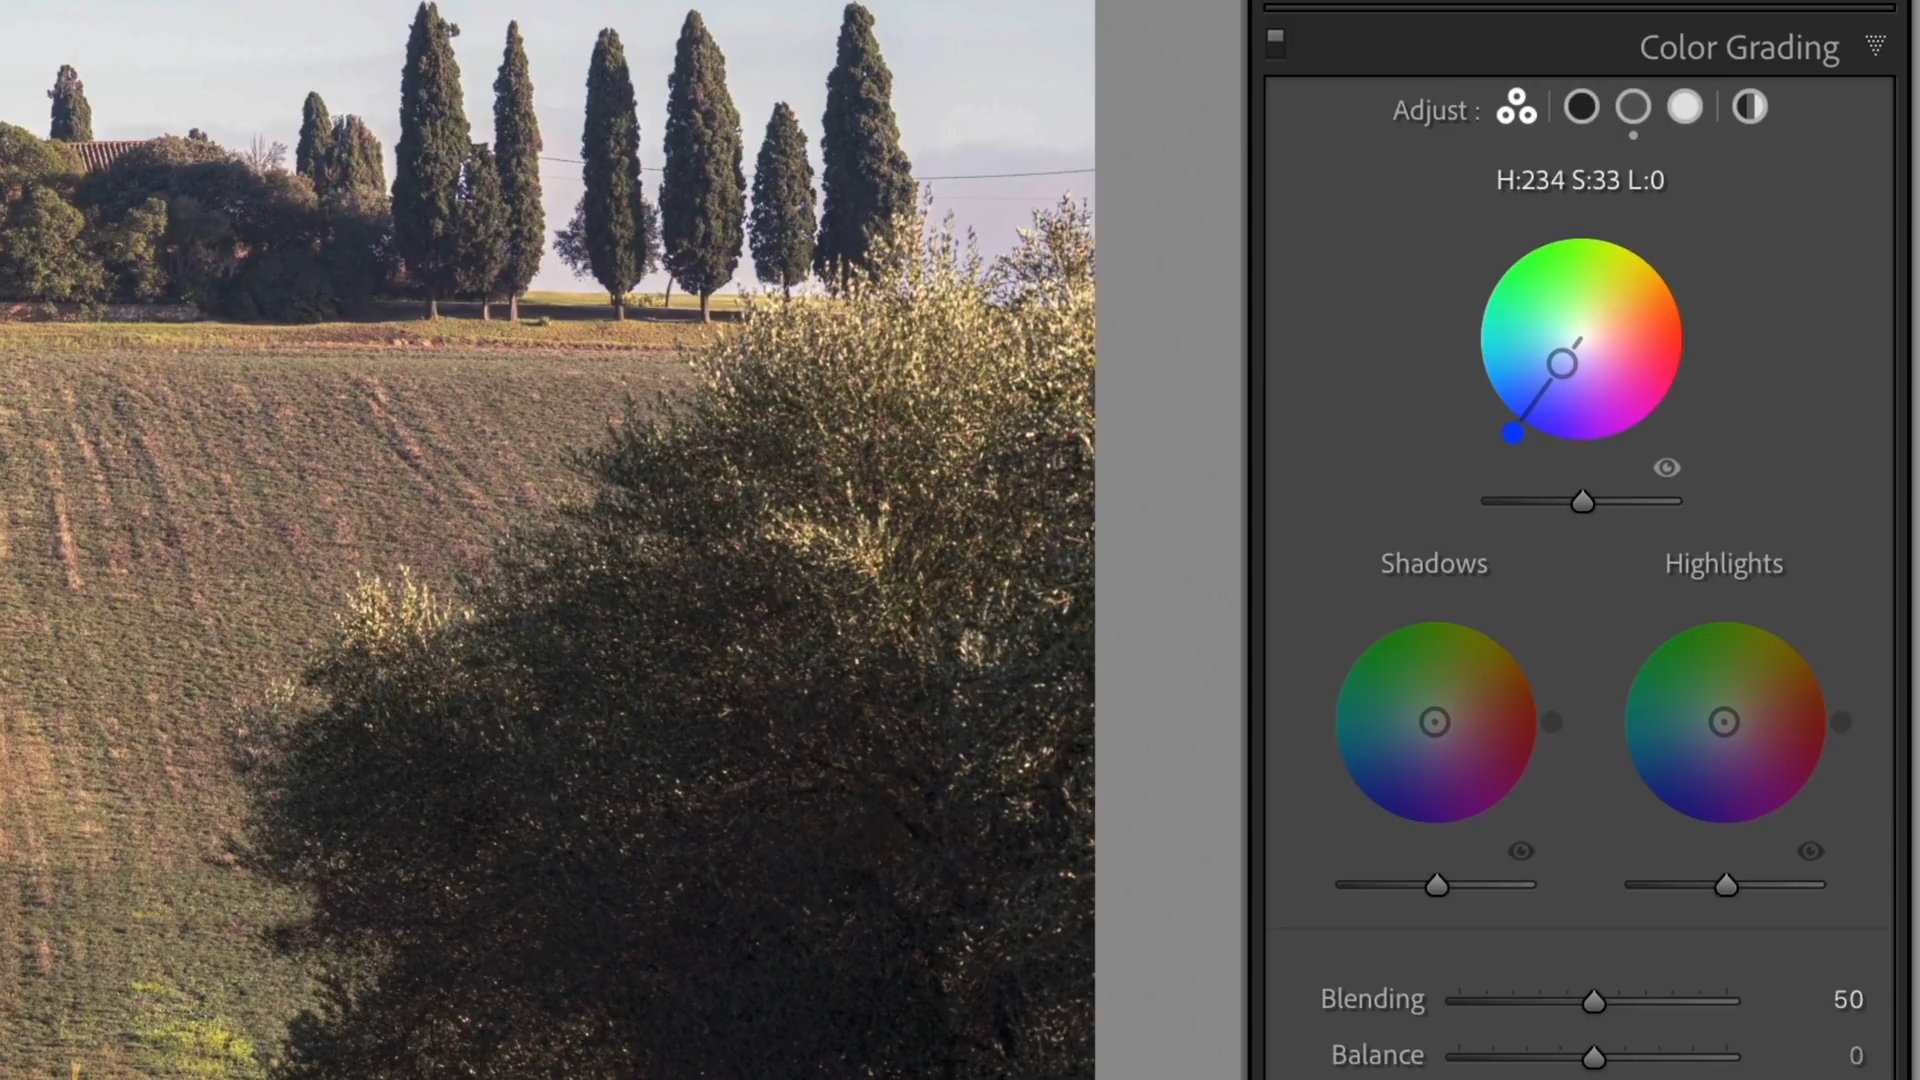 Color Grading
Adjust :
H:234 S:33 L:0
Shadows
Highlights
Blending 50
Balance 0